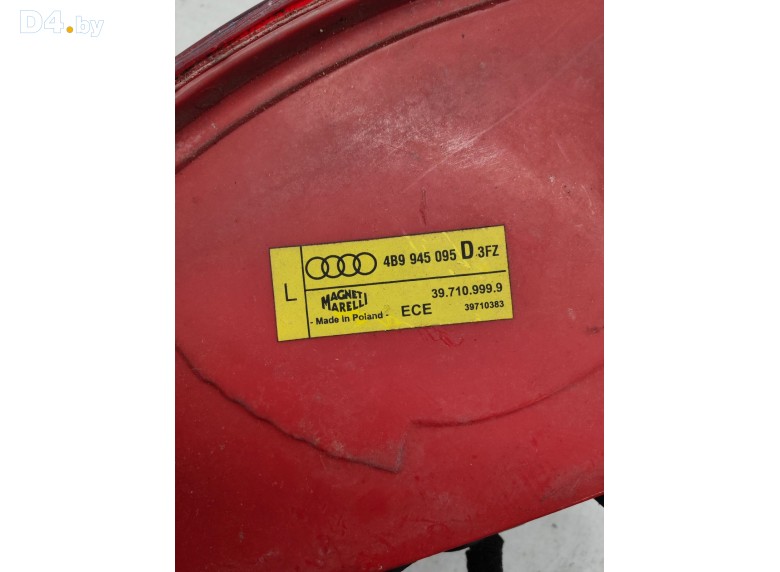 D4.by
L
4B9 945 095 D 3FZ
MAGNETI MARELLI
39.710.999.9
- Made in Poland - ECE
39710383